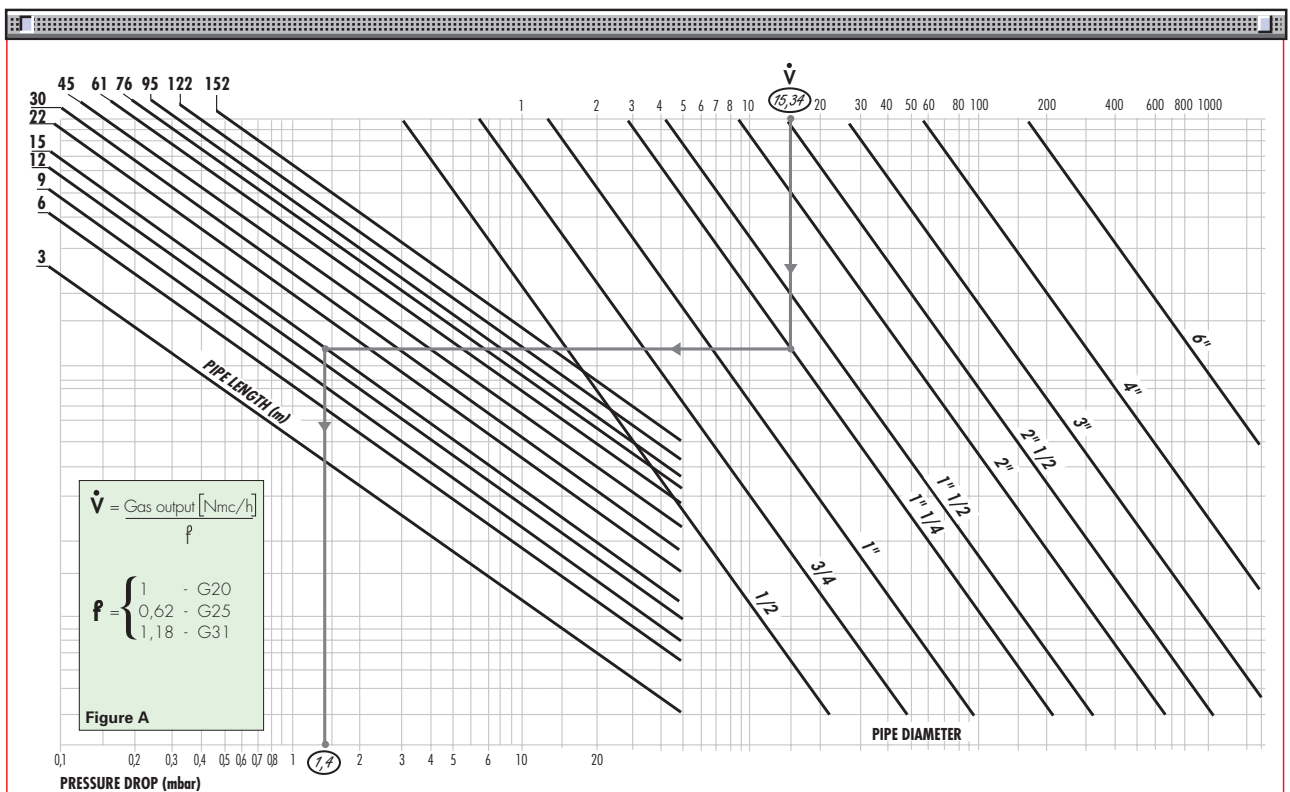 45 61 76 95 122 152
30
22
15
12
9
6
3
V̇
1 2 3 4 5 6 7 8 10 15,34 20 30 40 50 60 80 100 200 400 600 800 1000
PIPE LENGTH (m)
6"
4"
3"
2" 1/2
2"
1" 1/2
1" 1/4
1"
3/4
1/2
V̇ = Gas output [Nmc/h]
f
f = { 1 - G20
0,62 - G25
1,18 - G31
Figure A
PIPE DIAMETER
0,1 0,2 0,3 0,4 0,5 0,6 0,7 0,8 1 1,4 2 3 4 5 6 10 20
PRESSURE DROP (mbar)